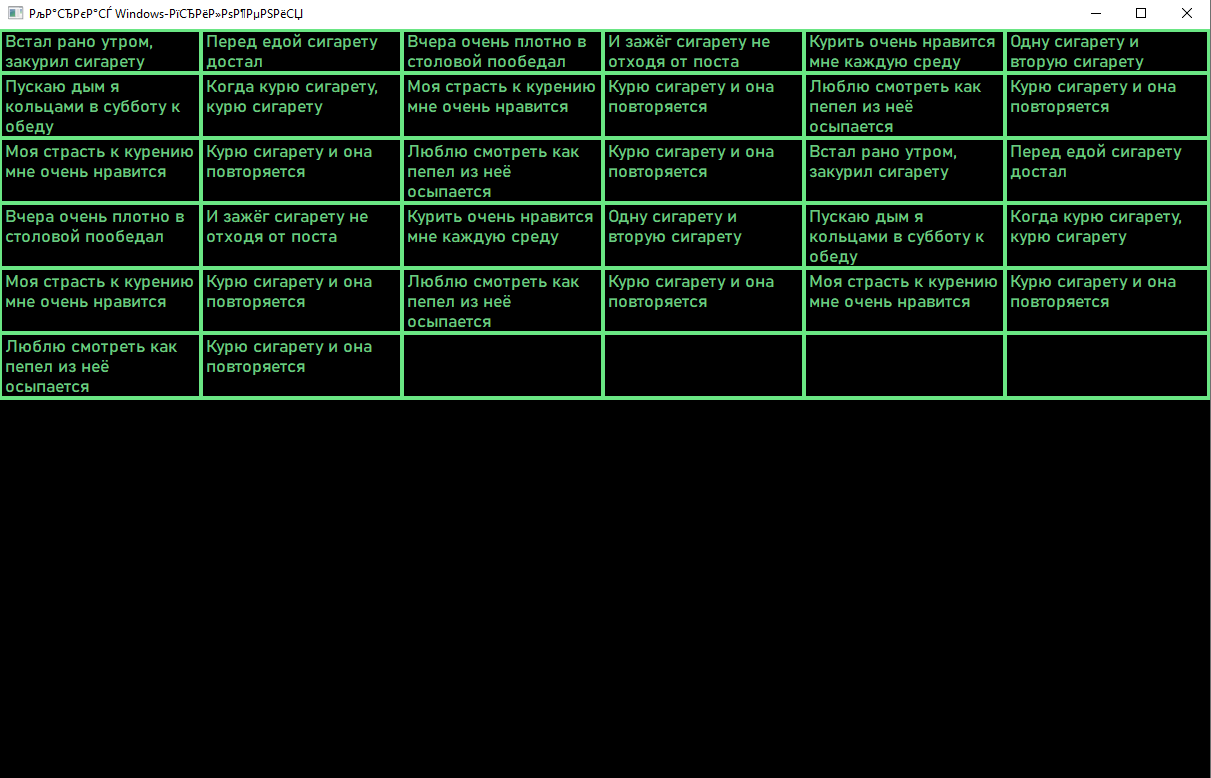 РљР°СЂРєР°СЃ Windows-РїСЂРёР»РѕР¶РµРЅРёСЏ
Встал рано утром,
закурил сигарету
Перед едой сигарету
достал
Вчера очень плотно в
столовой пообедал
И зажёг сигарету не
отходя от поста
Курить очень нравится
мне каждую среду
Одну сигарету и
вторую сигарету
Пускаю дым я
кольцами в субботу к
обеду
Когда курю сигарету,
курю сигарету
Моя страсть к курению
мне очень нравится
Курю сигарету и она
повторяется
Люблю смотреть как
пепел из неё
осыпается
Курю сигарету и она
повторяется
Моя страсть к курению
мне очень нравится
Курю сигарету и она
повторяется
Люблю смотреть как
пепел из неё
осыпается
Курю сигарету и она
повторяется
Встал рано утром,
закурил сигарету
Перед едой сигарету
достал
Вчера очень плотно в
столовой пообедал
И зажёг сигарету не
отходя от поста
Курить очень нравится
мне каждую среду
Одну сигарету и
вторую сигарету
Пускаю дым я
кольцами в субботу к
обеду
Когда курю сигарету,
курю сигарету
Моя страсть к курению
мне очень нравится
Курю сигарету и она
повторяется
Люблю смотреть как
пепел из неё
осыпается
Курю сигарету и она
повторяется
Моя страсть к курению
мне очень нравится
Курю сигарету и она
повторяется
Люблю смотреть как
пепел из неё
осыпается
Курю сигарету и она
повторяется